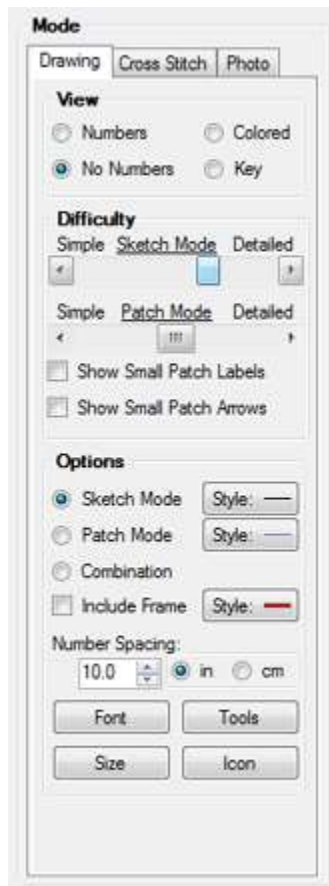 Mode
Drawing Cross Stitch Photo
View
Numbers Colored
No Numbers Key
Difficulty
Simple Sketch Mode Detailed
Simple Patch Mode Detailed
Show Small Patch Labels
Show Small Patch Arrows
Options
Sketch Mode Style:
Patch Mode Style:
Combination
Include Frame Style:
Number Spacing:
10.0 in cm
Font Tools
Size Icon